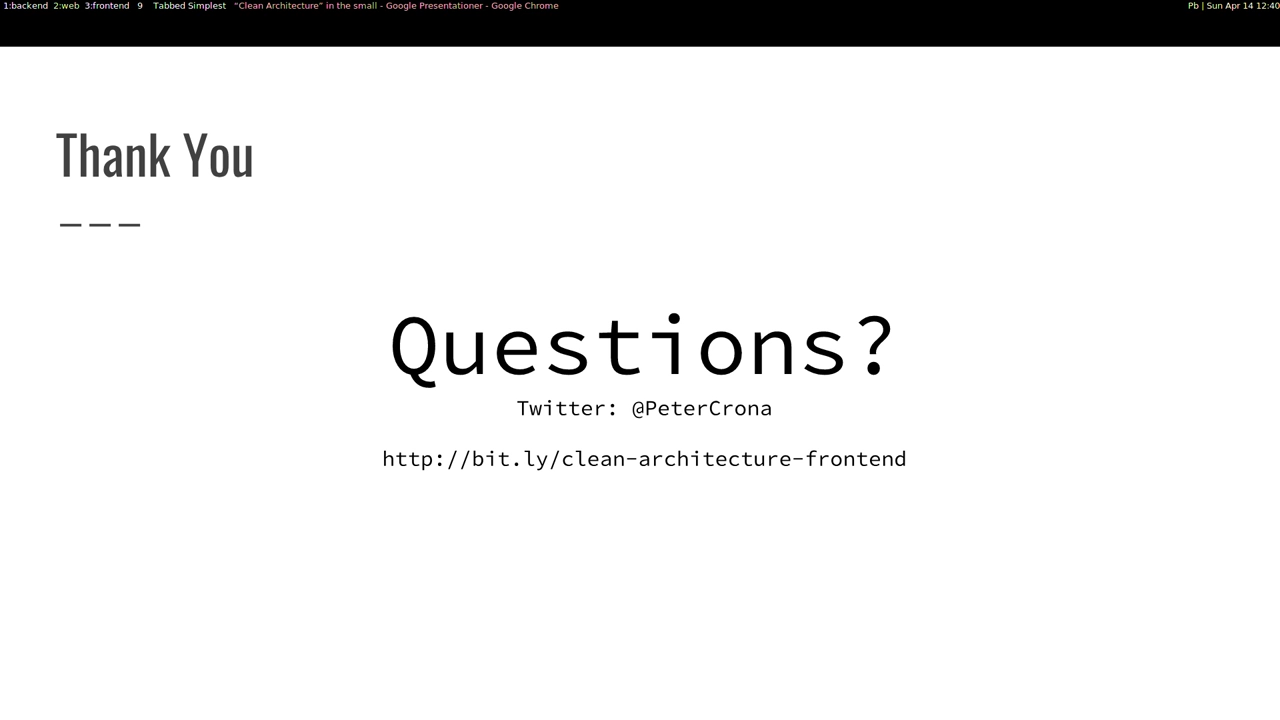 1:backend 2:web 3:frontend 9 Tabbed Simplest "Clean Architecture" in the small - Google Presentationer - Google Chrome
Pb | Sun Apr 14 12:40
Thank You
Questions?
Twitter: @PeterCrona
http://bit.ly/clean-architecture-frontend